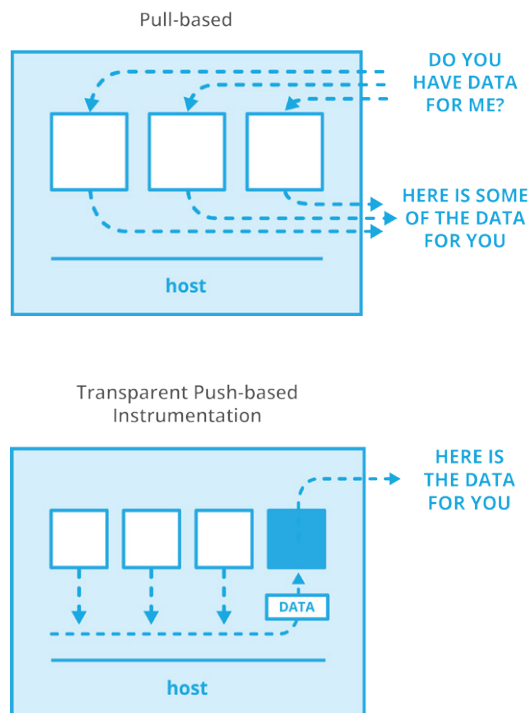 Pull-based
DO YOU
HAVE DATA
FOR ME?
HERE IS SOME
OF THE DATA
FOR YOU
host
Transparent Push-based
Instrumentation
HERE IS
THE DATA
FOR YOU
DATA
host